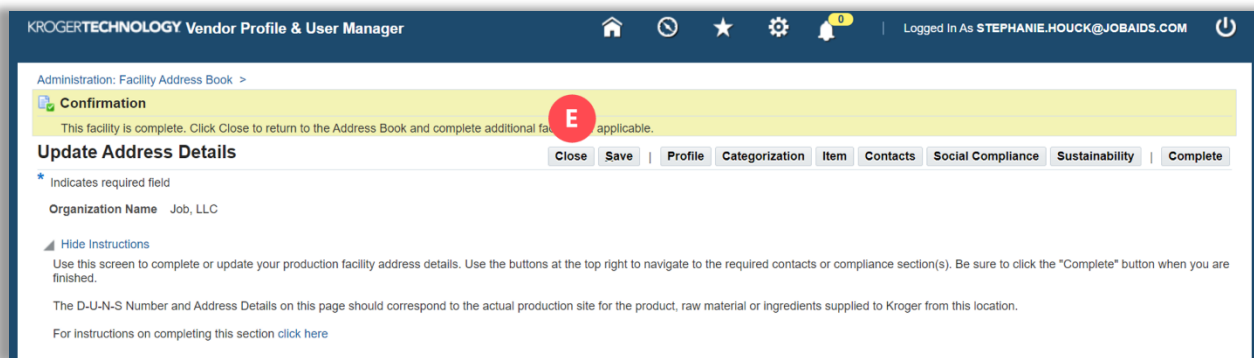 KROGERTECHNOLOGY. Vendor Profile & User Manager
0
Logged In As STEPHANIE.HOUCK@JOBAIDS.COM
Administration: Facility Address Book >
Confirmation
E
This facility is complete. Click Close to return to the Address Book and complete additional applicable.
Update Address Details
Close Save | Profile Categorization Item Contacts Social Compliance Sustainability | Complete
* Indicates required field
Organization Name Job, LLC
Hide Instructions
Use this screen to complete or update your production facility address details. Use the buttons at the top right to navigate to the required contacts or compliance section(s). Be sure to click the "Complete" button when you are
finished.
The D-U-N-S Number and Address Details on this page should correspond to the actual production site for the product, raw material or ingredients supplied to Kroger from this location.
For instructions on completing this section click here